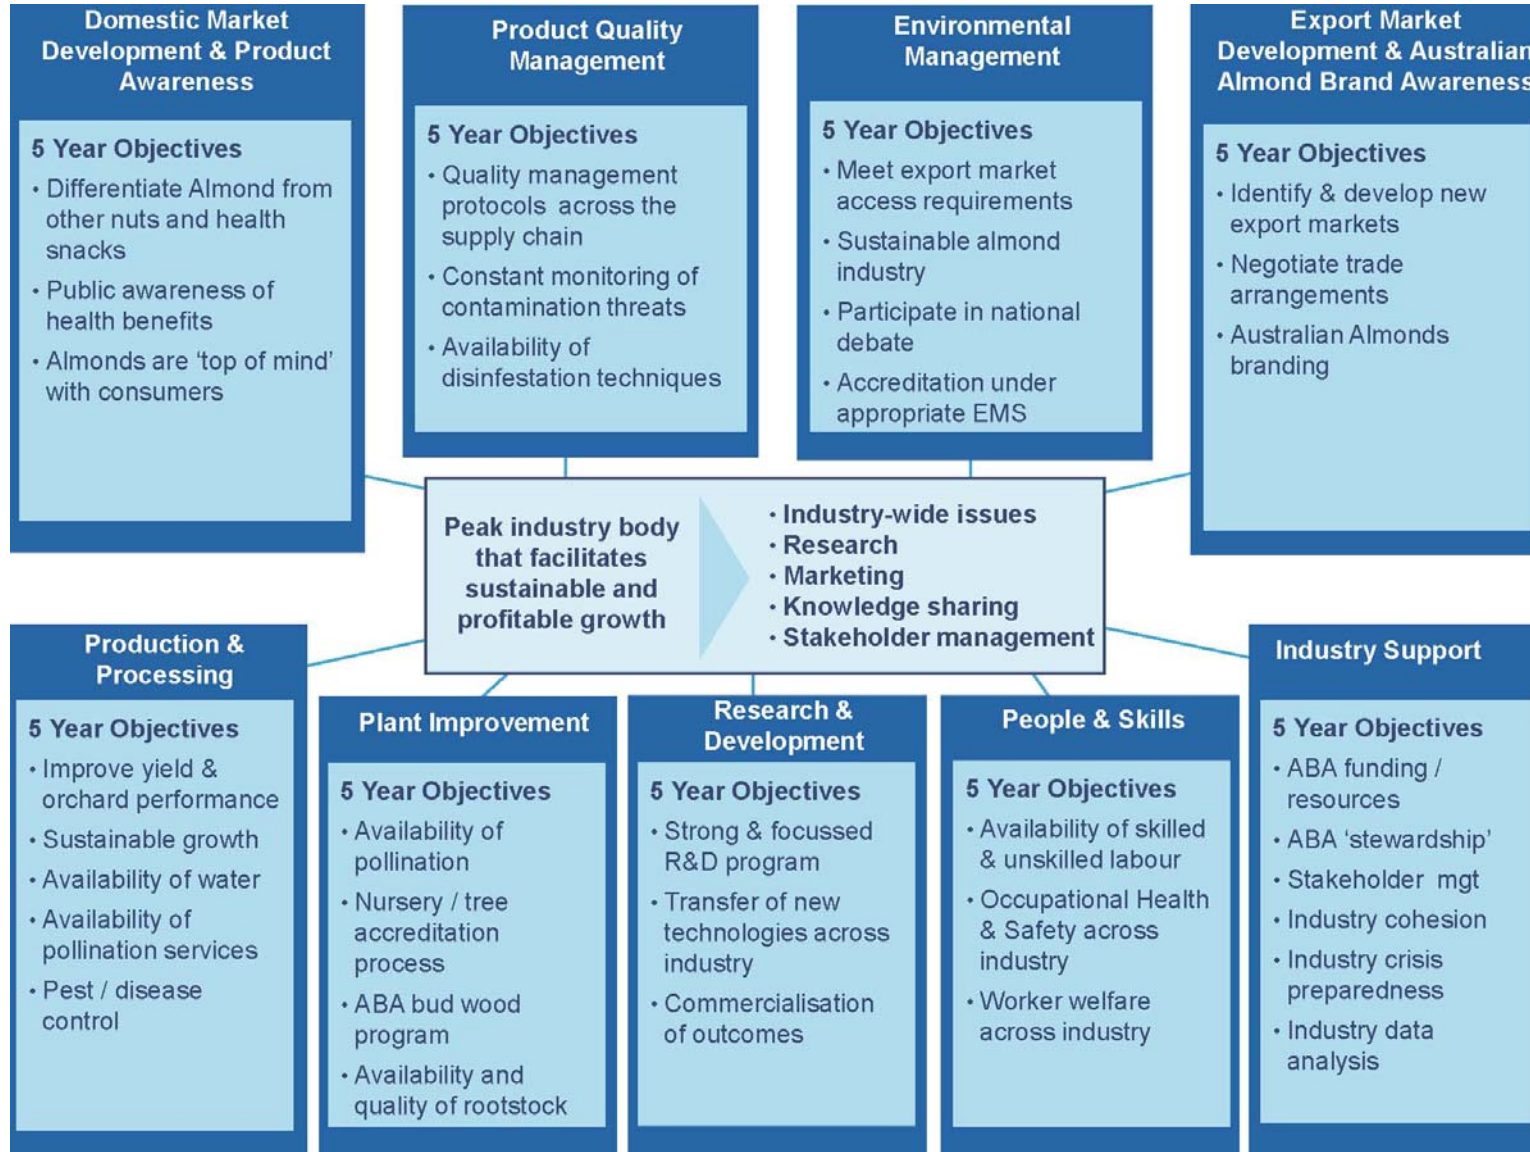 Domestic Market
Development & Product
Awareness
5 Year Objectives
• Differentiate Almond from
other nuts and health
snacks
• Public awareness of
health benefits
• Almonds are ‘top of mind’
with consumers
Product Quality
Management
5 Year Objectives
• Quality management
protocols across the
supply chain
• Constant monitoring of
contamination threats
• Availability of
disinfestation techniques
Environmental
Management
5 Year Objectives
• Meet export market
access requirements
• Sustainable almond
industry
• Participate in national
debate
• Accreditation under
appropriate EMS
Export Market
Development & Australian
Almond Brand Awareness
5 Year Objectives
• Identify & develop new
export markets
• Negotiate trade
arrangements
• Australian Almonds
branding
Peak industry body
that facilitates
sustainable and
profitable growth
• Industry-wide issues
• Research
• Marketing
• Knowledge sharing
• Stakeholder management
Production &
Processing
5 Year Objectives
• Improve yield &
orchard performance
• Sustainable growth
• Availability of water
• Availability of
pollination services
• Pest / disease
control
Plant Improvement
5 Year Objectives
• Availability of
pollination
• Nursery / tree
accreditation
process
• ABA bud wood
program
• Availability and
quality of rootstock
Research &
Development
5 Year Objectives
• Strong & focussed
R&D program
• Transfer of new
technologies across
industry
• Commercialisation
of outcomes
People & Skills
5 Year Objectives
• Availability of skilled
& unskilled labour
• Occupational Health
& Safety across
industry
• Worker welfare
across industry
Industry Support
5 Year Objectives
• ABA funding /
resources
• ABA ‘stewardship’
• Stakeholder mgt
• Industry cohesion
• Industry crisis
preparedness
• Industry data
analysis